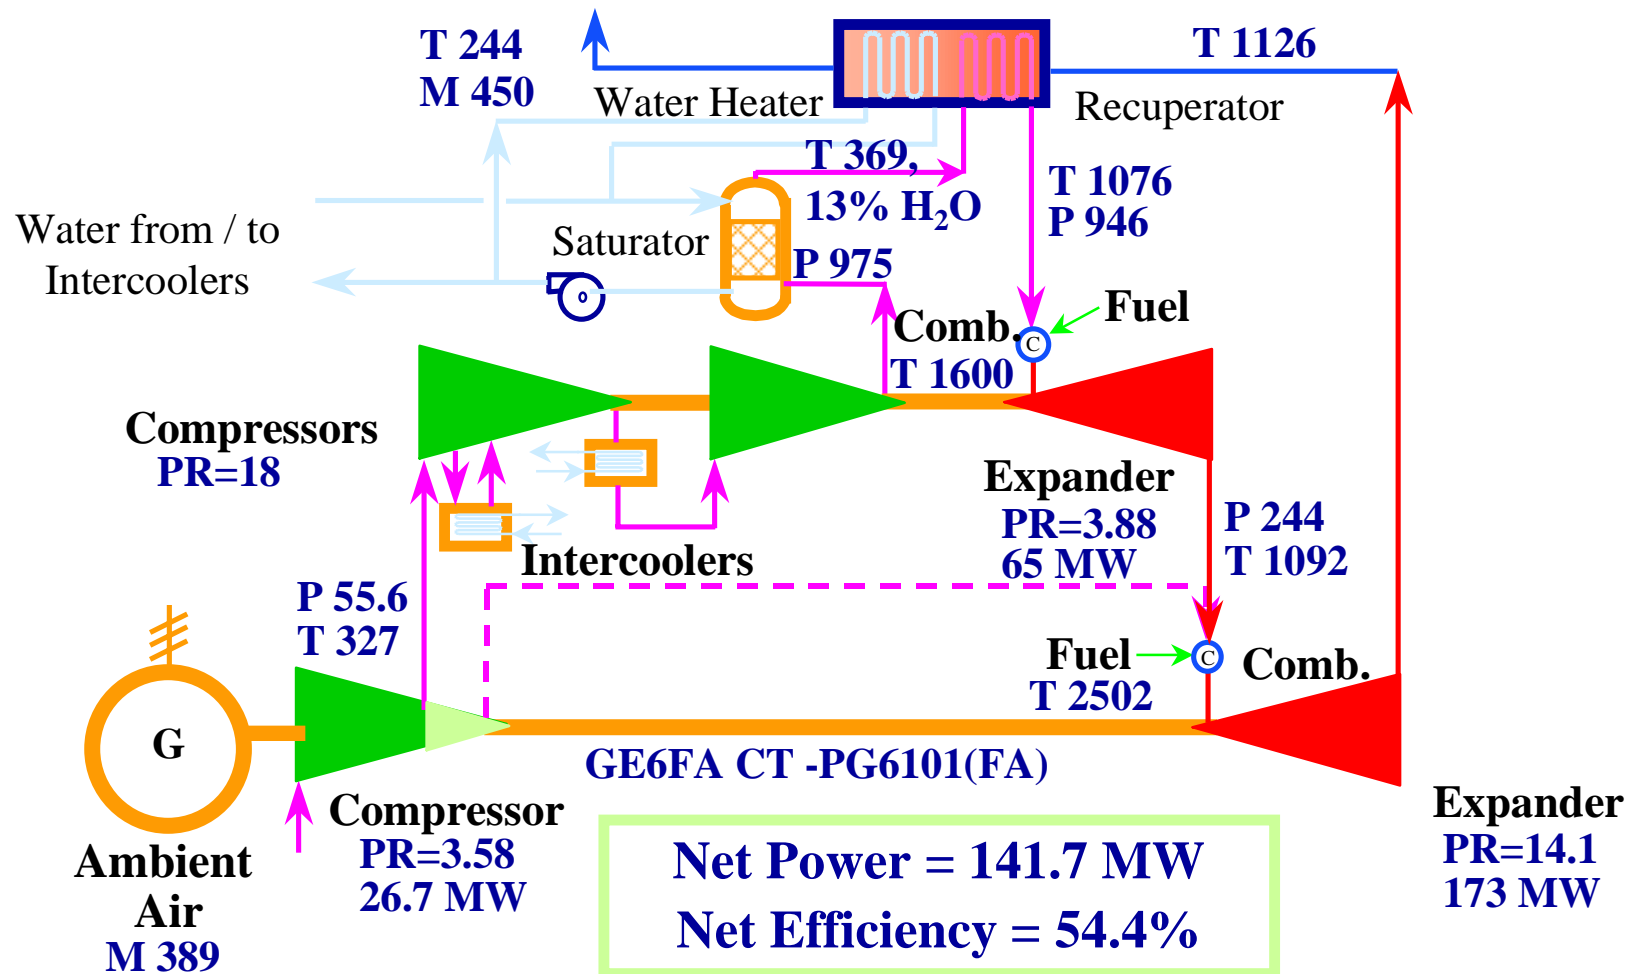 T 244
M 450
T 1126
Water Heater
Recuperator
T 369,
13% H₂O
T 1076
P 946
Water from / to
Intercoolers
Saturator
P 975
Comb.
Fuel
C
T 1600
Compressors
PR=18
Expander
PR=3.88
65 MW
P 244
T 1092
Intercoolers
P 55.6
T 327
Fuel
C
Comb.
T 2502
G
GE6FA CT -PG6101(FA)
Compressor
PR=3.58
26.7 MW
Ambient
Air
M 389
Expander
PR=14.1
173 MW
Net Power = 141.7 MW
Net Efficiency = 54.4%